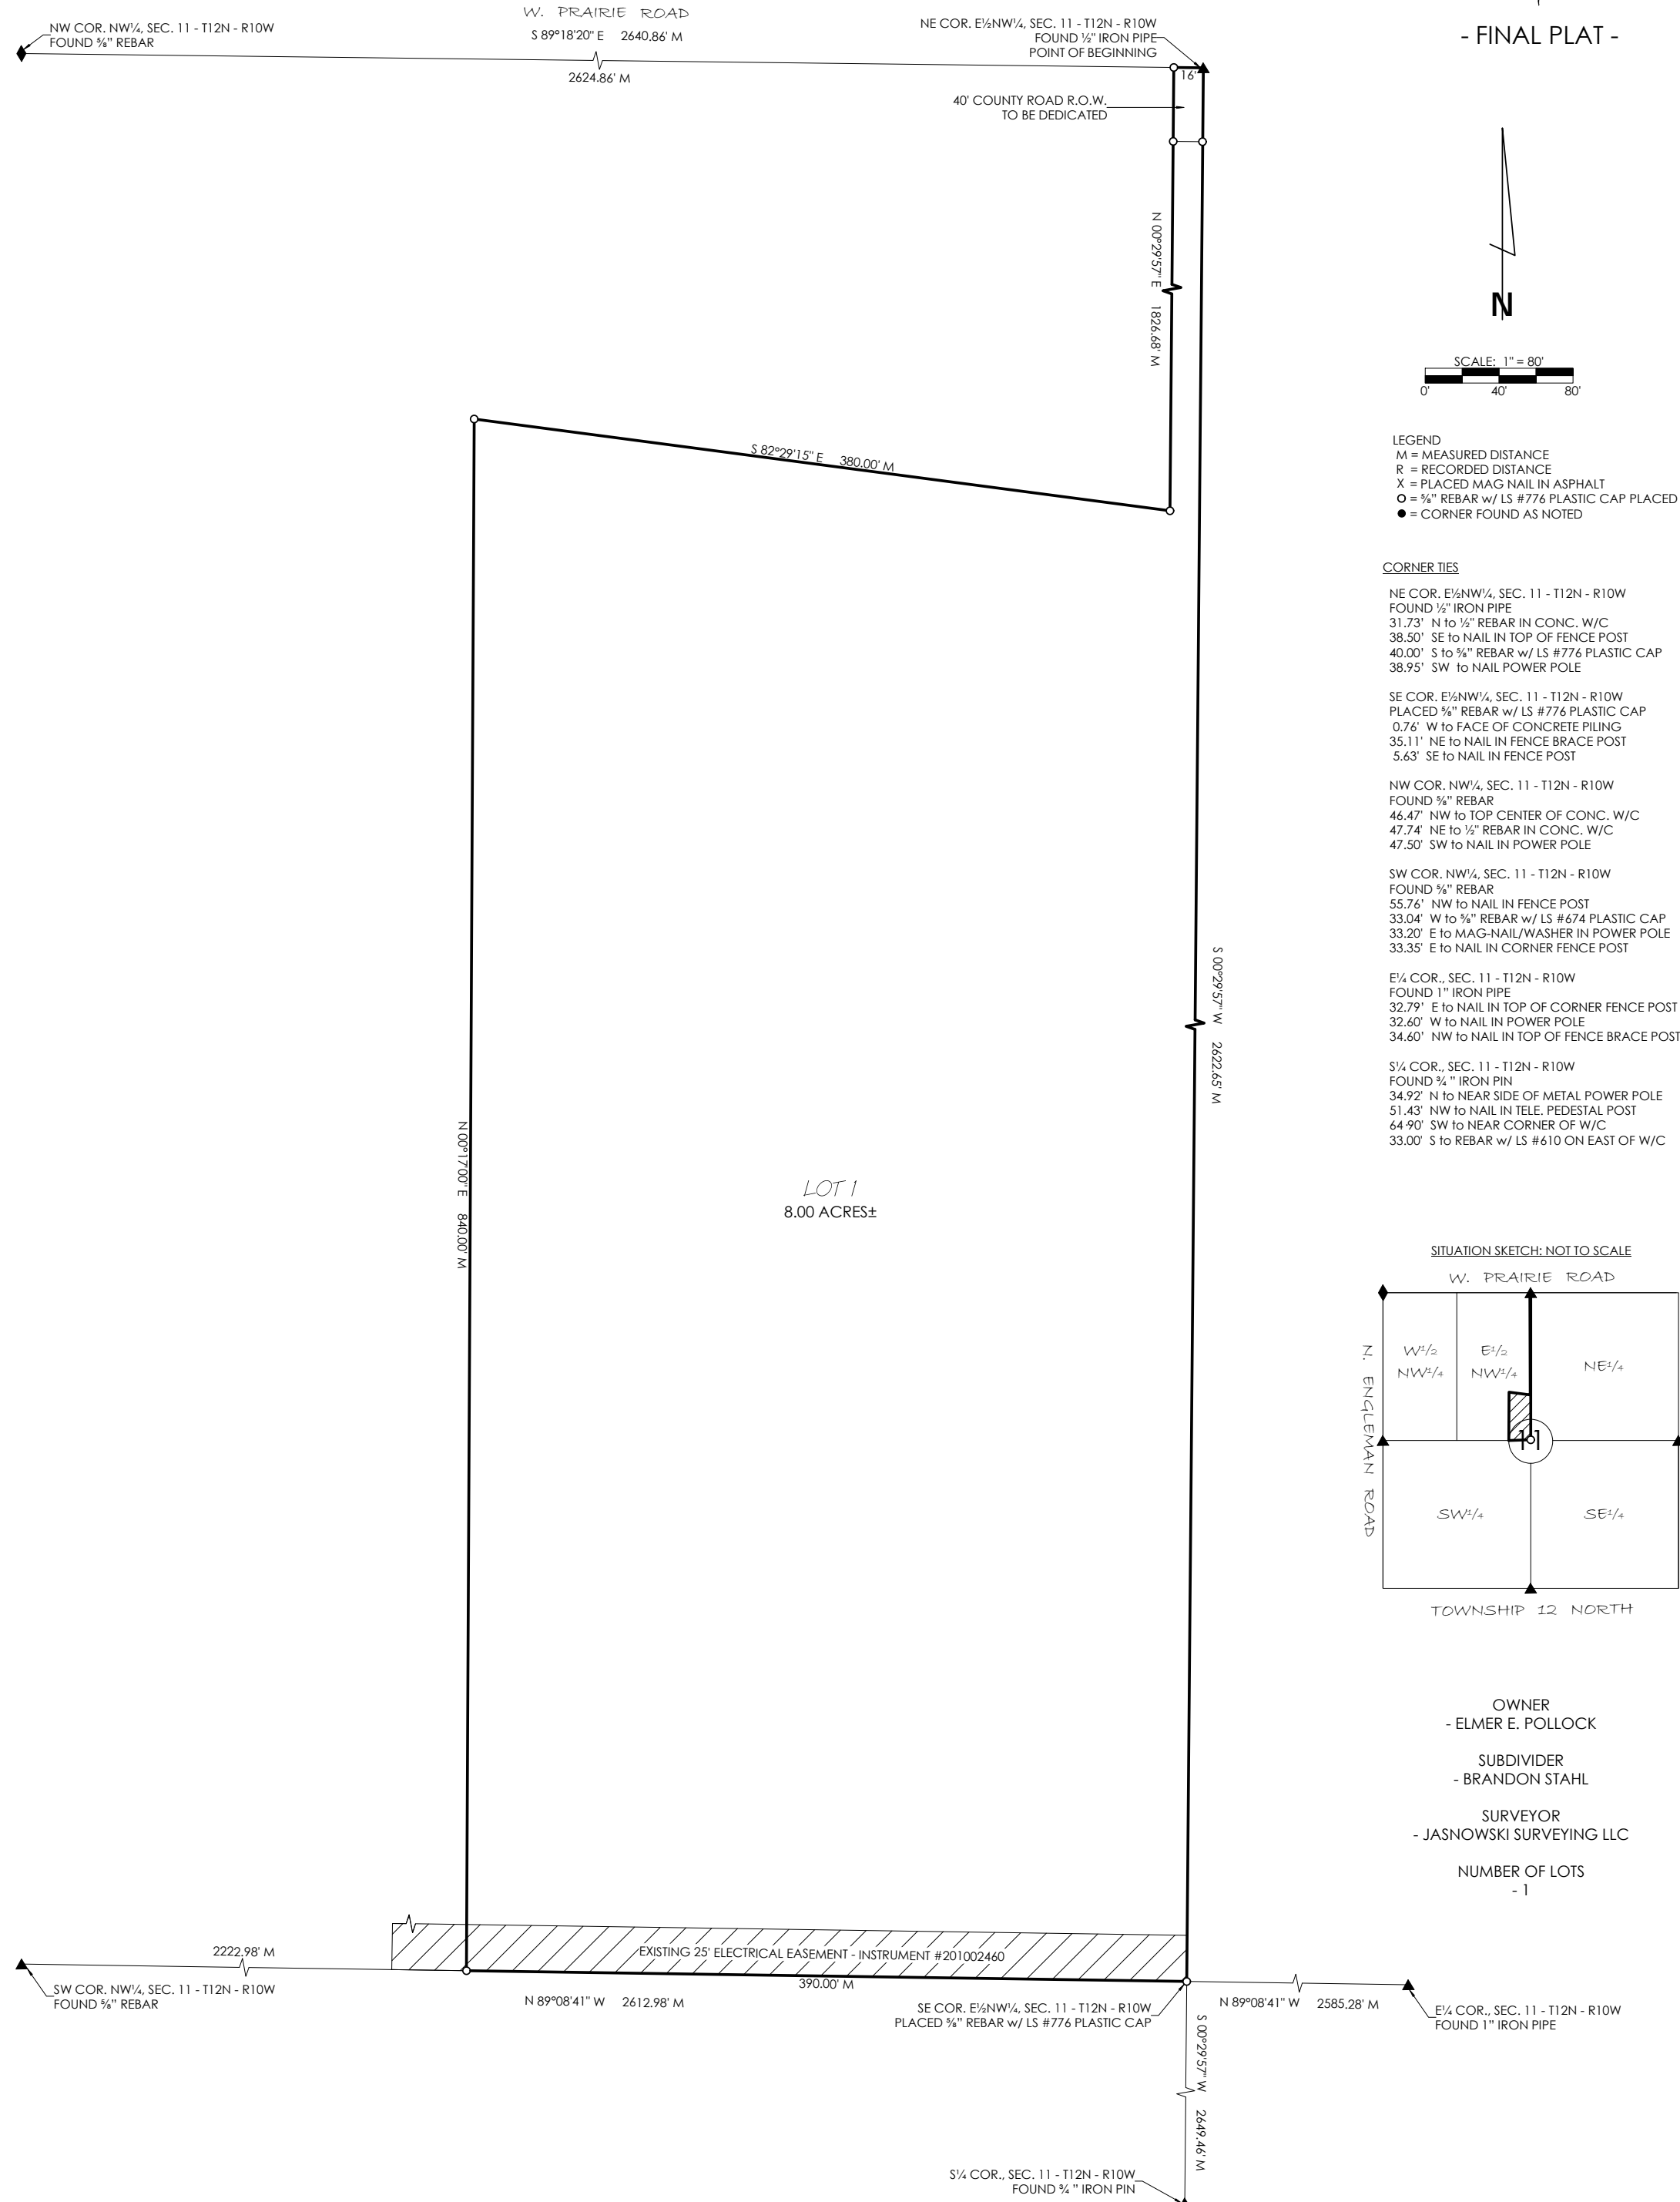 W. PRAIRIE ROAD
S 89°18'20" E 2640.86' M
2624.86' M
NW COR. NW¼, SEC. 11 - T12N - R10W
FOUND ⅝" REBAR
NE COR. E½NW¼, SEC. 11 - T12N - R10W
FOUND ½" IRON PIPE
POINT OF BEGINNING
16'
40' COUNTY ROAD R.O.W.
TO BE DEDICATED
N 00°29'57" E 1826.68' M
S 82°29'15" E 380.00' M
S 00°29'57" W 2622.65' M
N 00°17'00" E 840.00' M
LOT 1
8.00 ACRES±
EXISTING 25' ELECTRICAL EASEMENT - INSTRUMENT #201002460
390.00' M
2222.98' M
SW COR. NW¼, SEC. 11 - T12N - R10W
FOUND ⅝" REBAR
N 89°08'41" W 2612.98' M
SE COR. E½NW¼, SEC. 11 - T12N - R10W
PLACED ⅝" REBAR w/ LS #776 PLASTIC CAP
N 89°08'41" W 2585.28' M
E¼ COR., SEC. 11 - T12N - R10W
FOUND 1" IRON PIPE
S 00°29'57" W 2649.46' M
S¼ COR., SEC. 11 - T12N - R10W
FOUND ¾ " IRON PIN
- FINAL PLAT -
N
SCALE: 1" = 80'
0' 40' 80'
LEGEND
M = MEASURED DISTANCE
R = RECORDED DISTANCE
X = PLACED MAG NAIL IN ASPHALT
= ⅝" REBAR w/ LS #776 PLASTIC CAP PLACED
= CORNER FOUND AS NOTED
CORNER TIES
NE COR. E½NW¼, SEC. 11 - T12N - R10W
FOUND ½" IRON PIPE
31.73' N to ½" REBAR IN CONC. W/C
38.50' SE to NAIL IN TOP OF FENCE POST
40.00' S to ⅝" REBAR w/ LS #776 PLASTIC CAP
38.95' SW to NAIL POWER POLE
SE COR. E½NW¼, SEC. 11 - T12N - R10W
PLACED ⅝" REBAR w/ LS #776 PLASTIC CAP
0.76' W to FACE OF CONCRETE PILING
35.11' NE to NAIL IN FENCE BRACE POST
5.63' SE to NAIL IN FENCE POST
NW COR. NW¼, SEC. 11 - T12N - R10W
FOUND ⅝" REBAR
46.47' NW to TOP CENTER OF CONC. W/C
47.74' NE to ½" REBAR IN CONC. W/C
47.50' SW to NAIL IN POWER POLE
SW COR. NW¼, SEC. 11 - T12N - R10W
FOUND ⅝" REBAR
55.76' NW to NAIL IN FENCE POST
33.04' W to ⅝" REBAR w/ LS #674 PLASTIC CAP
33.20' E to MAG-NAIL/WASHER IN POWER POLE
33.35' E to NAIL IN CORNER FENCE POST
E¼ COR., SEC. 11 - T12N - R10W
FOUND 1" IRON PIPE
32.79' E to NAIL IN TOP OF CORNER FENCE POST
32.60' W to NAIL IN POWER POLE
34.60' NW to NAIL IN TOP OF FENCE BRACE POST
S¼ COR., SEC. 11 - T12N - R10W
FOUND ¾ " IRON PIN
34.92' N to NEAR SIDE OF METAL POWER POLE
51.43' NW to NAIL IN TELE. PEDESTAL POST
64.90' SW to NEAR CORNER OF W/C
33.00' S to REBAR w/ LS #610 ON EAST OF W/C
SITUATION SKETCH: NOT TO SCALE
W. PRAIRIE ROAD
N. ENGLEMAN ROAD
W1/2
NW1/4
E1/2
NW1/4
NE1/4
11
SW1/4
SE1/4
TOWNSHIP 12 NORTH
OWNER
- ELMER E. POLLOCK
SUBDIVIDER
- BRANDON STAHL
SURVEYOR
- JASNOWSKI SURVEYING LLC
NUMBER OF LOTS
- 1